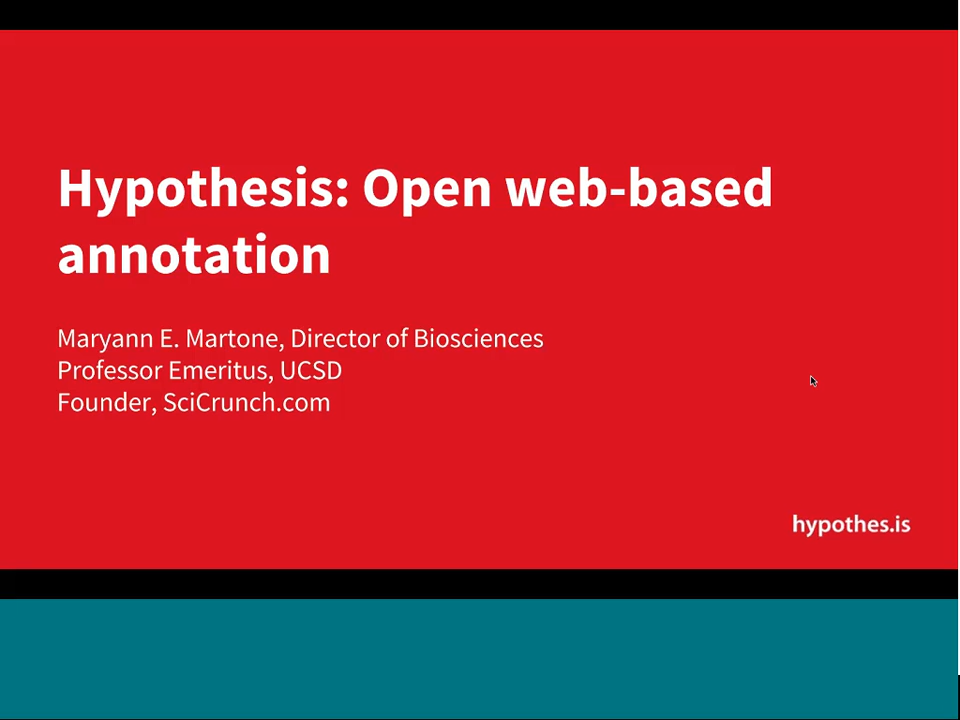 Hypothesis: Open web-based
annotation
Maryann E. Martone, Director of Biosciences
Professor Emeritus, UCSD
Founder, SciCrunch.com
hypothes.is